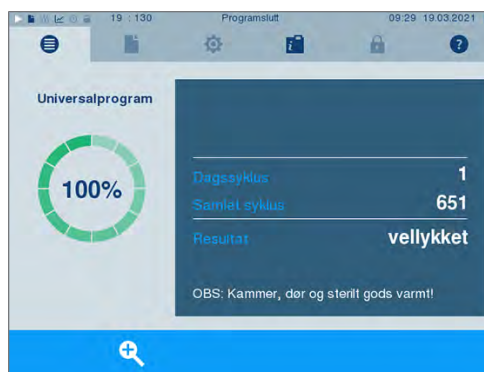 19 : 130 Programslutt 09:29 19.03.2021
Universalprogram
100%
Dagssyklus 1
Samlet syklus 651
Resultat vellykket
OBS: Kammer, dør og sterilt gods varmt!